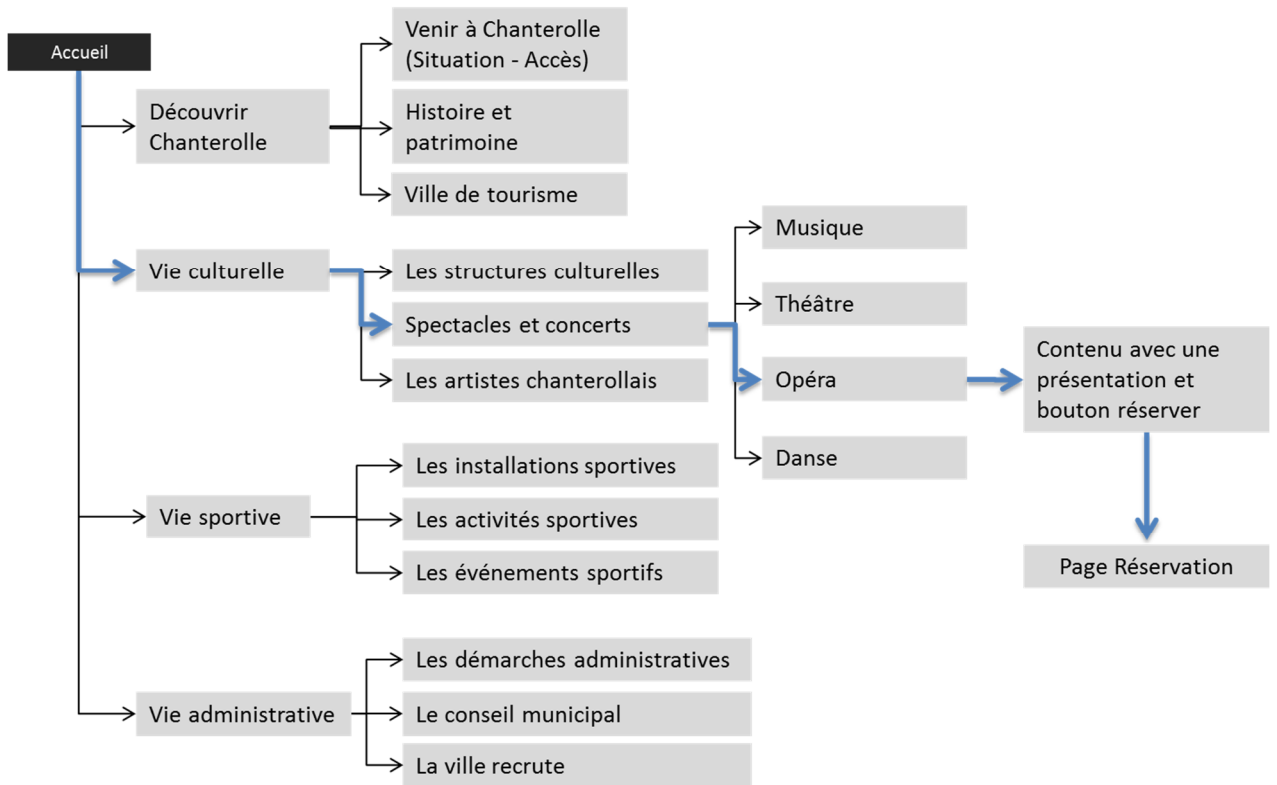 Accueil
Découvrir
Chanterolle
Venir à Chanterolle
(Situation - Accès)
Histoire et
patrimoine
Ville de tourisme
Vie culturelle
Les structures culturelles
Spectacles et concerts
Les artistes chanterollais
Musique
Théâtre
Opéra
Danse
Contenu avec une
présentation et
bouton réserver
Page Réservation
Vie sportive
Les installations sportives
Les activités sportives
Les événements sportifs
Vie administrative
Les démarches administratives
Le conseil municipal
La ville recrute